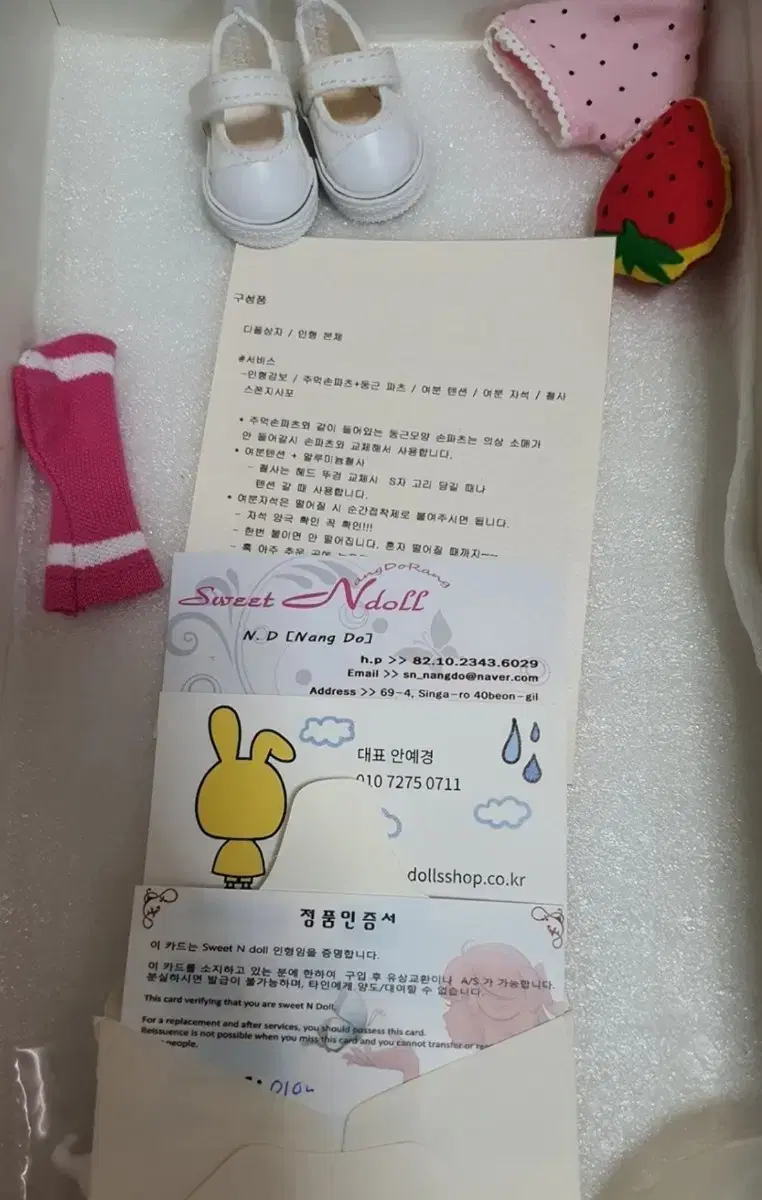 구성품
디폴상자 / 인형 본체
#서비스
-인형감보 / 주먹손파츠+둥근 파츠 / 여분 텐션 / 여분 자석 / 철사
스폰지사포
* 주먹손파츠와 같이 들어있는 둥근모양 손파츠는 의상 소매가
안 들어갈시 손파츠와 교체해서 사용합니다.
* 여분텐션 + 알루미늄철사
- 철사는 헤드 뚜껑 교체시 S자 고리 당길 때나
텐션 갈 때 사용합니다.
* 여분자석은 떨어질 시 순간접착제로 붙여주시면 됩니다.
- 자석 양극 확인 꼭 확인!!!
- 한번 붙이면 안 떨어집니다. 혼자 떨어질 때까지~~
- 혹 아주 추운 곳에
angDoRang
Sweet Ndoll
N.D [Nang Do]
h.p >> 82.10.2343.6029
Email >> sn_nangdo@naver.com
Address >> 69-4, Singa-ro 40beon-gil
대표 안예경
010 7275 0711
dollsshop.co.kr
정품인증서
이 카드는 Sweet N doll 인형임을 증명합니다.
이 카드를 소지하고 있는 분에 한하여 구입 후 유상교환이나 A/S가 가능합니다.
분실하시면 발급이 불가능하며, 타인에게 양도/대여할 수 없습니다.
This card verifying that you are sweet N Doll.
For a replacement and after services, you should possess this card.
Reissuence is not possible when you miss this card and you cannot transfer or
people.